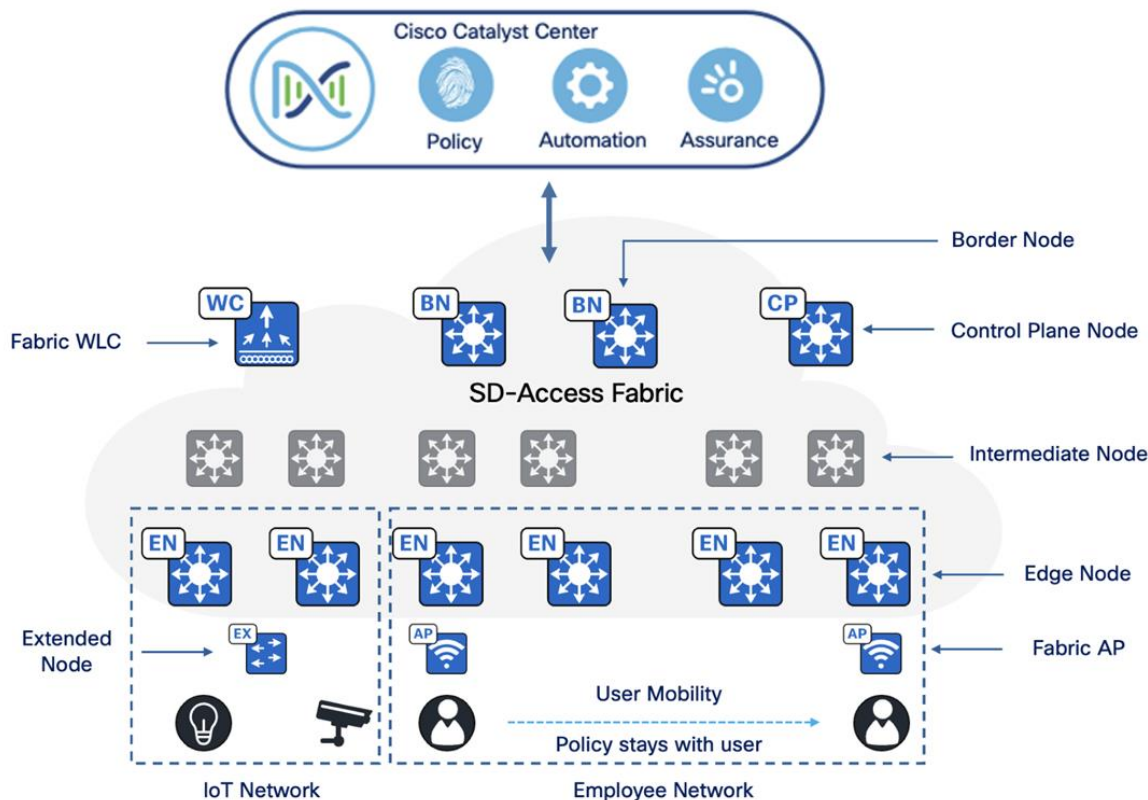 Cisco Catalyst Center
Policy
Automation
Assurance
Border Node
WC
BN
BN
CP
Fabric WLC
Control Plane Node
SD-Access Fabric
Intermediate Node
EN
EN
EN
EN
EN
EN
Edge Node
Extended
Node
EX
AP
AP
Fabric AP
User Mobility
Policy stays with user
IoT Network
Employee Network